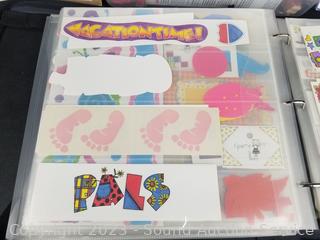 VACATIONTIME!
PALS
Copyright 2023 - Sound Auction Service